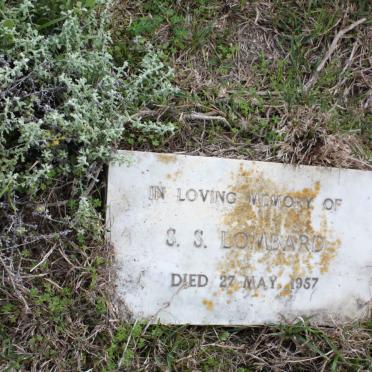 IN LOVING MEMORY OF
S. S. LOMBARD
DIED 27 MAY, 1957